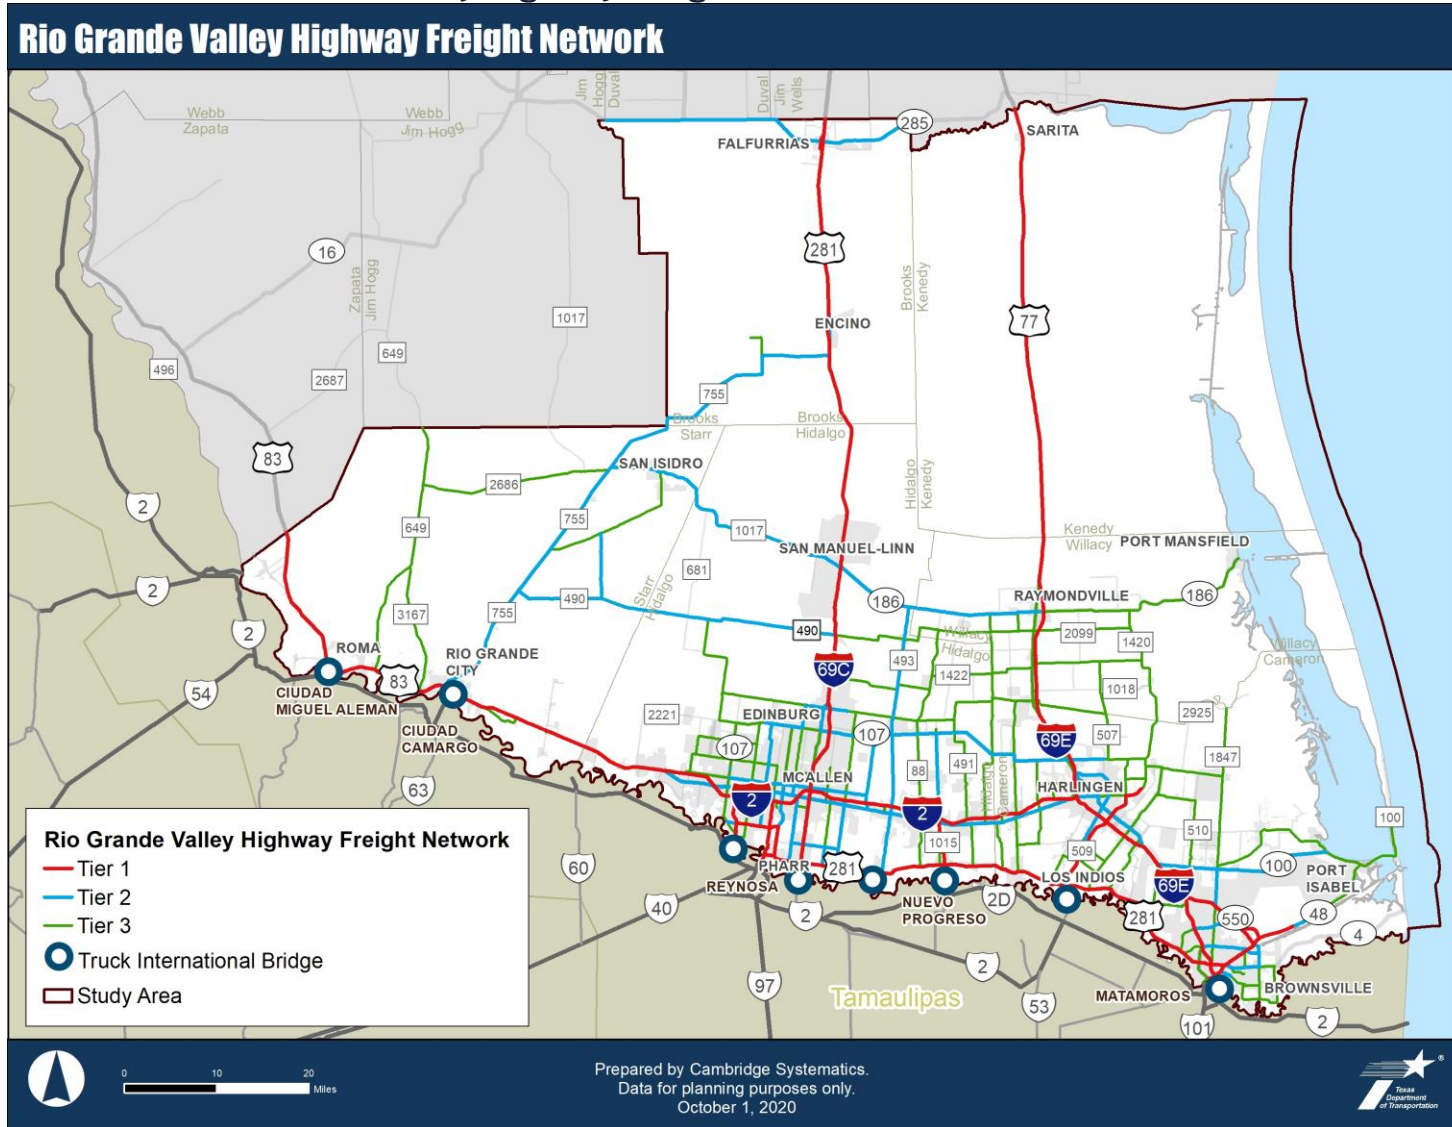 Rio Grande Valley Highway Freight Network
Webb
Zapata
Webb
Jim Hogg
Jim
Hogg
Duval
Duval
Jim
Wells
285
FALFURRIAS
SARITA
16
281
Zapata
Jim Hogg
Brooks
Kenedy
1017
77
ENCINO
649
496
2687
755
Brooks
Starr
Brooks
Hidalgo
83
SAN ISIDRO
Hidalgo
Kenedy
2686
2
649
755
1017
Kenedy
Willacy
PORT MANSFIELD
SAN MANUEL-LINN
681
2
Starr
Hidalgo
186
RAYMONDVILLE
186
3167
755
490
490
2
Willacy
Hidalgo
2099
1420
Willacy
Cameron
ROMA
RIO GRANDE
CITY
69C
493
1422
54
83
1018
CIUDAD
MIGUEL ALEMAN
2221
EDINBURG
2925
CIUDAD
CAMARGO
107
107
69E
507
1847
63
MCALLEN
88
491
Hidalgo
Cameron
HARLINGEN
2
2
100
510
1015
509
60
PHARR
281
100
REYNOSA
LOS INDIOS
69E
PORT
ISABEL
40
2
NUEVO
PROGRESO
2D
281
550
48
4
97
2
Tamaulipas
53
MATAMOROS
BROWNSVILLE
101
2
Rio Grande Valley Highway Freight Network
Tier 1
Tier 2
Tier 3
Truck International Bridge
Study Area
0 10 20
Miles
Prepared by Cambridge Systematics.
Data for planning purposes only.
October 1, 2020
Texas
Department
of Transportation